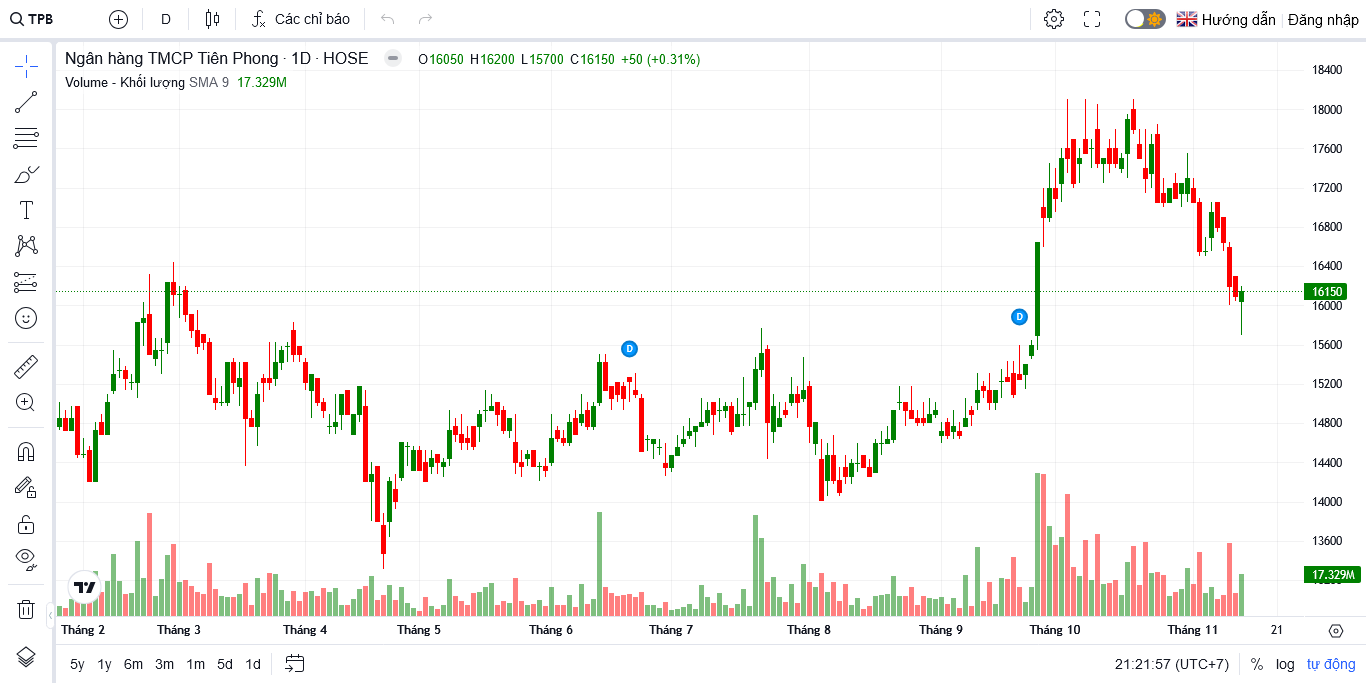 TPB D Các chỉ báo Hướng dẫn Đăng nhập
Ngân hàng TMCP Tiên Phong · 1D · HOSE O16050 H16200 L15700 C16150 +50 (+0.31%)
Volume - Khối lượng SMA 9 17.329M
18400
18000
17600
17200
16800
16400
16150
16000
15600
15200
14800
14400
14000
13600
17.329M
D
D
Tháng 2 Tháng 3 Tháng 4 Tháng 5 Tháng 6 Tháng 7 Tháng 8 Tháng 9 Tháng 10 Tháng 11 21
5y 1y 6m 3m 1m 5d 1d 21:21:57 (UTC+7) % log tự động